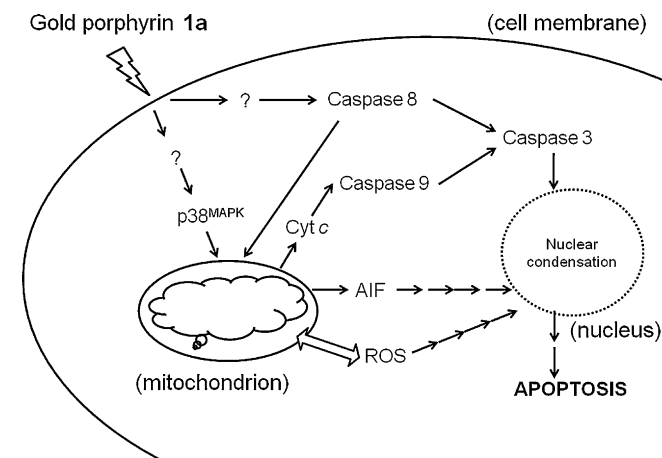 Gold porphyrin 1a
(cell membrane)
? Caspase 8
Caspase 3
?
Caspase 9
p38MAPK
Cyt c
Nuclear
condensation
AIF
(nucleus)
ROS
(mitochondrion)
APOPTOSIS